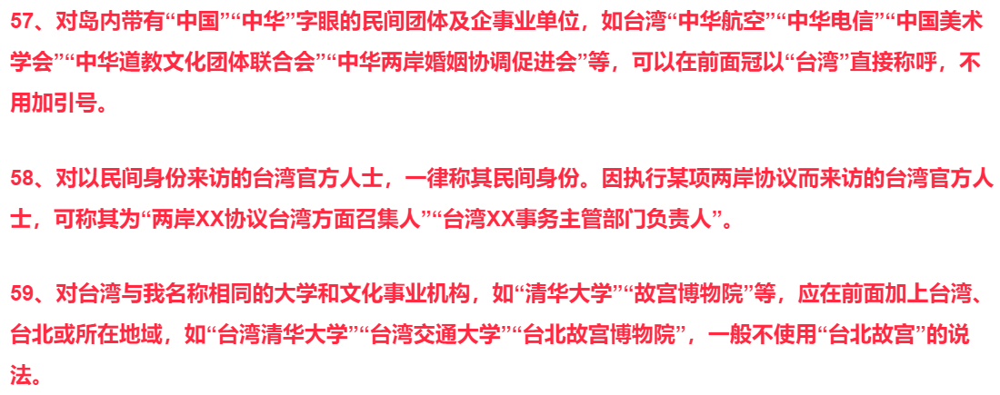 57、对岛内带有“中国”“中华”字眼的民间团体及企事业单位，如台湾“中华航空”“中华电信”“中国美术
学会”“中华道教文化团体联合会”“中华两岸婚姻协调促进会”等，可以在前面冠以“台湾”直接称呼，不
用加引号。
58、对以民间身份来访的台湾官方人士，一律称其民间身份。因执行某项两岸协议而来访的台湾官方人
士，可称其为“两岸XX协议台湾方面召集人”“台湾XX事务主管部门负责人”。
59、对台湾与我名称相同的大学和文化事业机构，如“清华大学”“故宫博物院”等，应在前面加上台湾、
台北或所在地域，如“台湾清华大学”“台湾交通大学”“台北故宫博物院”，一般不使用“台北故宫”的说
法。